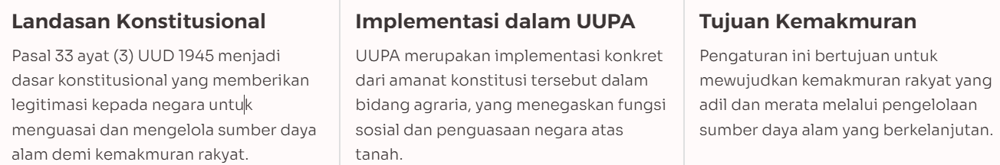 Landasan Konstitusional
Pasal 33 ayat (3) UUD 1945 menjadi
dasar konstitusional yang memberikan
legitimasi kepada negara untuk
menguasai dan mengelola sumber daya
alam demi kemakmuran rakyat.
Implementasi dalam UUPA
UUPA merupakan implementasi konkret
dari amanat konstitusi tersebut dalam
bidang agraria, yang menegaskan fungsi
sosial dan penguasaan negara atas
tanah.
Tujuan Kemakmuran
Pengaturan ini bertujuan untuk
mewujudkan kemakmuran rakyat yang
adil dan merata melalui pengelolaan
sumber daya alam yang berkelanjutan.